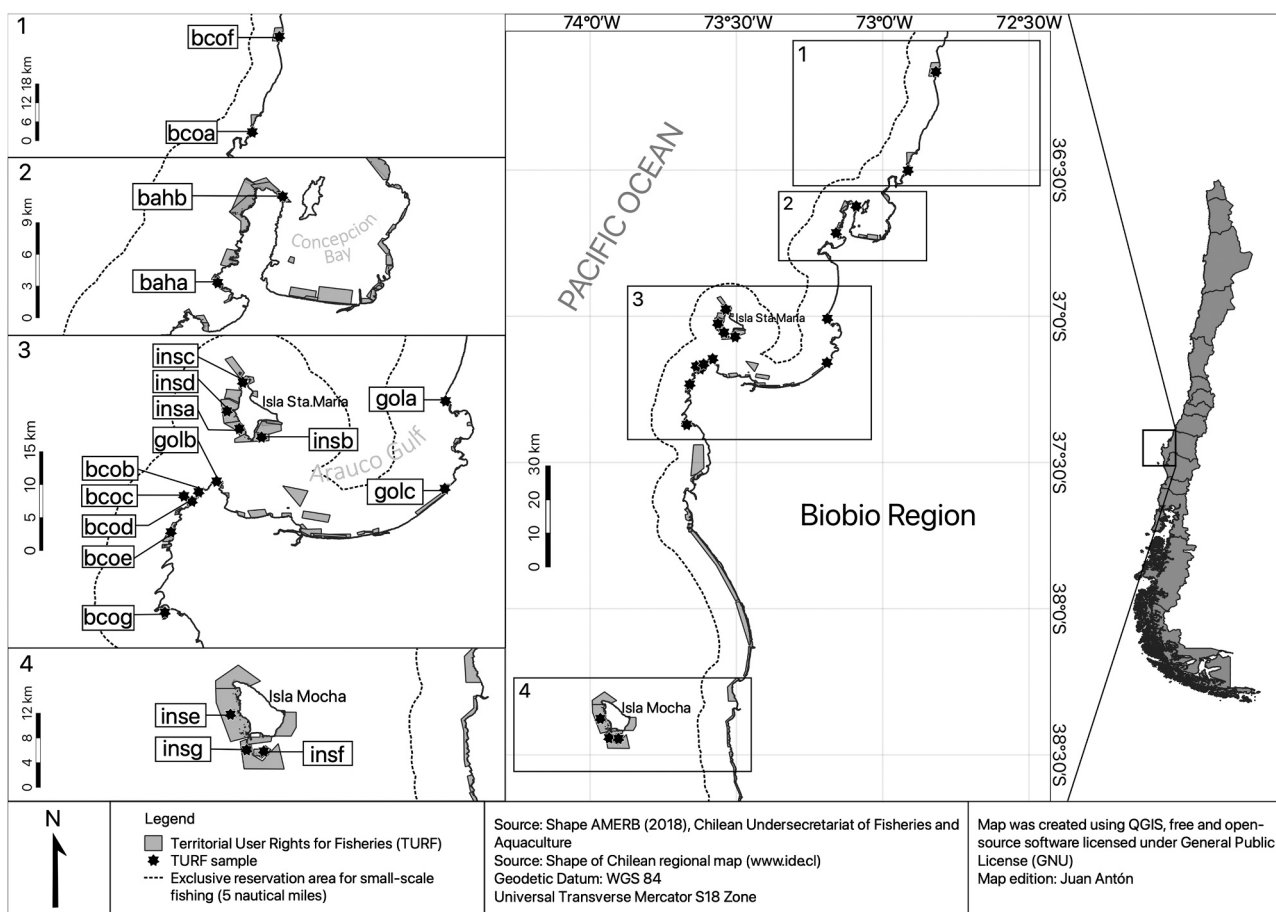 1
bcof
bcoa
0 6 12 18 km
2
bahb
baha
Concepcion
Bay
0 3 6 9 km
3
insc
insd
insa
golb
bcob
bcoc
bcod
bcoe
bcog
Isla Sta.Maria
insb
gola
golc
Arauco Gulf
0 5 10 15 km
4
Isla Mocha
inse
insg
insf
0 4 8 12 km
74°0'W 73°30'W 73°0'W 72°30'W
1
2
3
4
PACIFIC OCEAN
Isla Sta.Maria
Biobio Region
Isla Mocha
0 10 20 30 km
36°30'S
37°0'S
37°30'S
38°0'S
38°30'S
N
Legend
Territorial User Rights for Fisheries (TURF)
TURF sample
Exclusive reservation area for small-scale
fishing (5 nautical miles)
Source: Shape AMERB (2018), Chilean Undersecretariat of Fisheries and
Aquaculture
Source: Shape of Chilean regional map (www.ide.cl)
Geodetic Datum: WGS 84
Universal Transverse Mercator S18 Zone
Map was created using QGIS, free and open-
source software licensed under General Public
License (GNU)
Map edition: Juan Antón